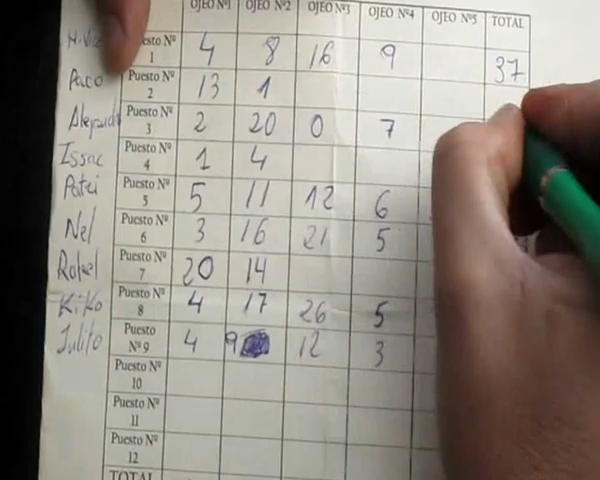 OJEO Nº1 OJEO Nº2 OJEO Nº3 OJEO Nº4 OJEO Nº5 TOTAL
esto Nº 1 4 8 16 9 37
Paco Puesto Nº 2 13 1
Puesto Nº 3 2 20 0 7
Issac Puesto Nº 4 1 4
Patri Puesto Nº 5 5 11 12 6
Nel Puesto Nº 6 3 16 21 5
Rafael Puesto Nº 7 20 14
Kiko Puesto Nº 8 4 17 26 5
Julito Puesto Nº 9 4 9 12 3
Puesto Nº 10
Puesto Nº 11
Puesto Nº 12
TOTAL